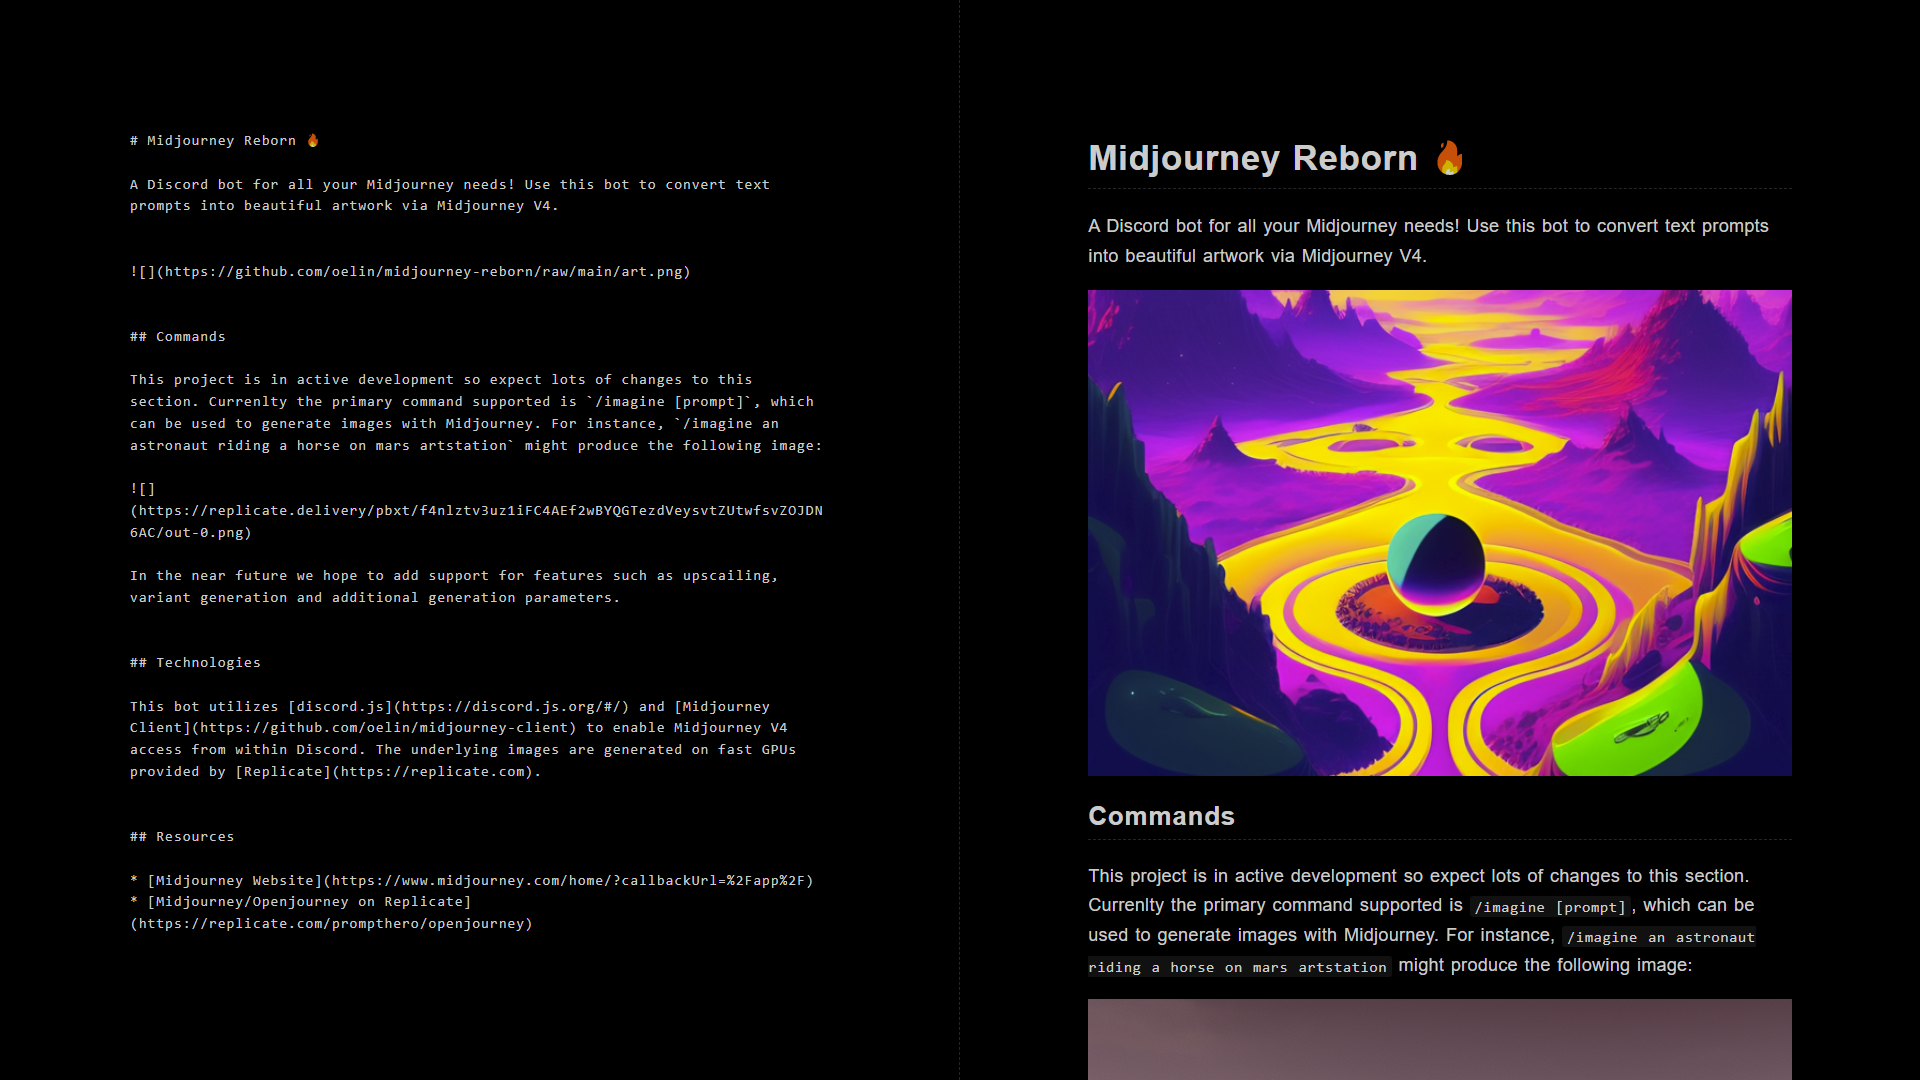 # Midjourney Reborn 🔥
A Discord bot for all your Midjourney needs! Use this bot to convert text
prompts into beautiful artwork via Midjourney V4.
![](https://github.com/oelin/midjourney-reborn/raw/main/art.png)
## Commands
This project is in active development so expect lots of changes to this
section. Currenlty the primary command supported is `/imagine [prompt]`, which
can be used to generate images with Midjourney. For instance, `/imagine an
astronaut riding a horse on mars artstation` might produce the following image:
![]
(https://replicate.delivery/pbxt/f4nlztv3uz1iFC4AEf2wBYQGTezdVeysvtZUtwfsvZOJDN
6AC/out-0.png)
In the near future we hope to add support for features such as upscailing,
variant generation and additional generation parameters.
## Technologies
This bot utilizes [discord.js](https://discord.js.org/#/) and [Midjourney
Client](https://github.com/oelin/midjourney-client) to enable Midjourney V4
access from within Discord. The underlying images are generated on fast GPUs
provided by [Replicate](https://replicate.com).
## Resources
* [Midjourney Website](https://www.midjourney.com/home/?callbackUrl=%2Fapp%2F)
* [Midjourney/Openjourney on Replicate]
(https://replicate.com/prompthero/openjourney)
Midjourney Reborn 🔥
A Discord bot for all your Midjourney needs! Use this bot to convert text prompts
into beautiful artwork via Midjourney V4.
Commands
This project is in active development so expect lots of changes to this section.
Currenlty the primary command supported is /imagine [prompt], which can be
used to generate images with Midjourney. For instance, /imagine an astronaut
riding a horse on mars artstation might produce the following image: